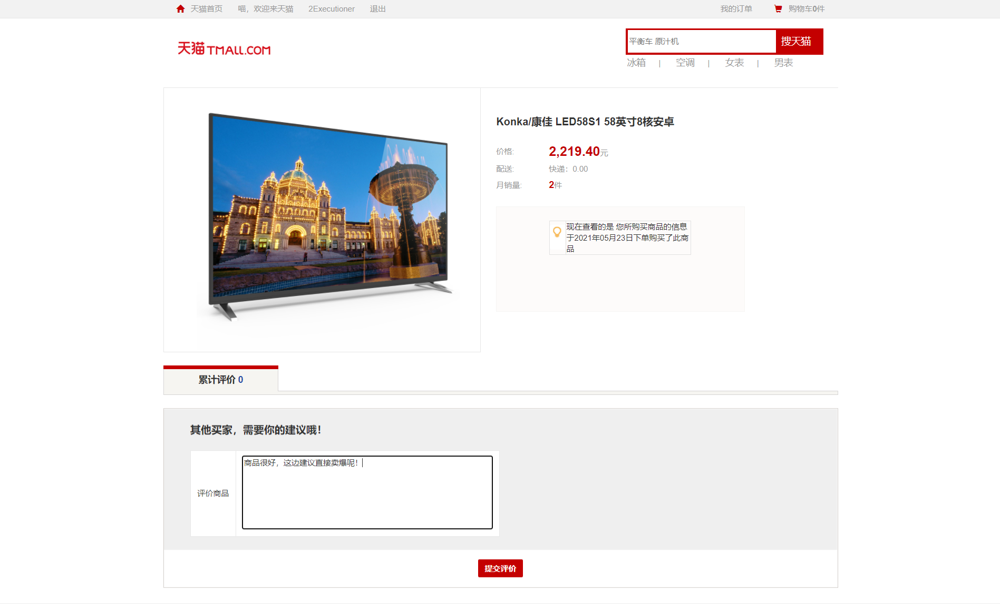 天猫首页 喵，欢迎来天猫 2Executioner 退出 我的订单 购物车0件
天猫 TMALL.COM
平衡车 原汁机 搜天猫
冰箱 | 空调 | 女表 | 男表
Konka/康佳 LED58S1 58英寸8核安卓
价格: 2,219.40元
配送: 快递：0.00
月销量: 2件
现在查看的是 您所购买商品的信息
于2021年05月23日下单购买了此商
品
累计评价 0
其他买家，需要你的建议哦！
评价商品 商品很好，这边建议直接卖爆呢！
提交评价